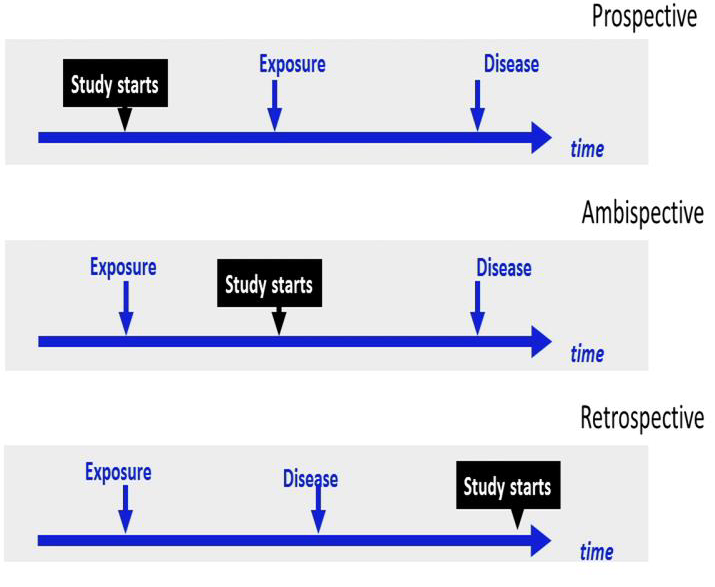 Prospective
Study starts
Exposure
Disease
time
Ambispective
Exposure
Study starts
Disease
time
Retrospective
Exposure
Disease
Study starts
time